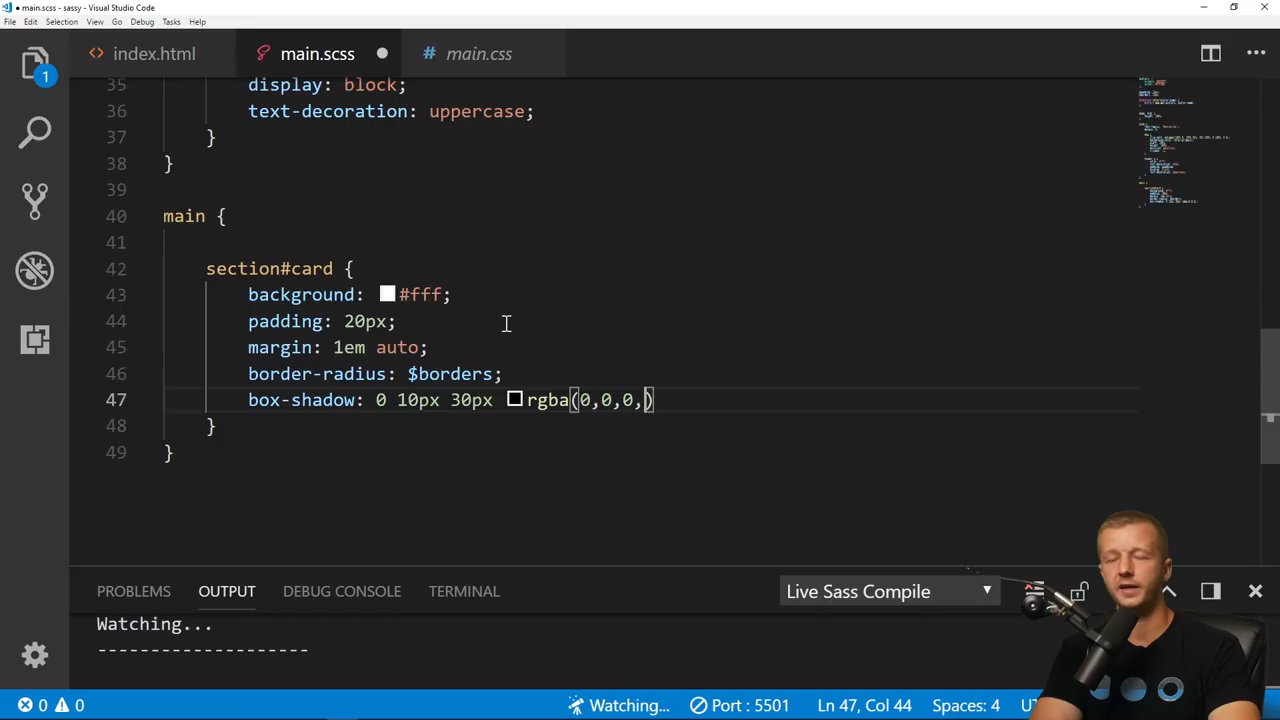 main.scss - sassy - Visual Studio Code
File Edit Selection View Go Debug Tasks Help
index.html main.scss main.css
1
35 display: block;
36 text-decoration: uppercase;
37 }
38 }
39
40 main {
41
42 section#card {
43 background: #fff;
44 padding: 20px;
45 margin: 1em auto;
46 border-radius: $borders;
47 box-shadow: 0 10px 30px rgba(0,0,0,)
48 }
49 }
PROBLEMS OUTPUT DEBUG CONSOLE TERMINAL Live Sass Compile
Watching...
--------------------
0 0 Watching... Port : 5501 Ln 47, Col 44 Spaces: 4